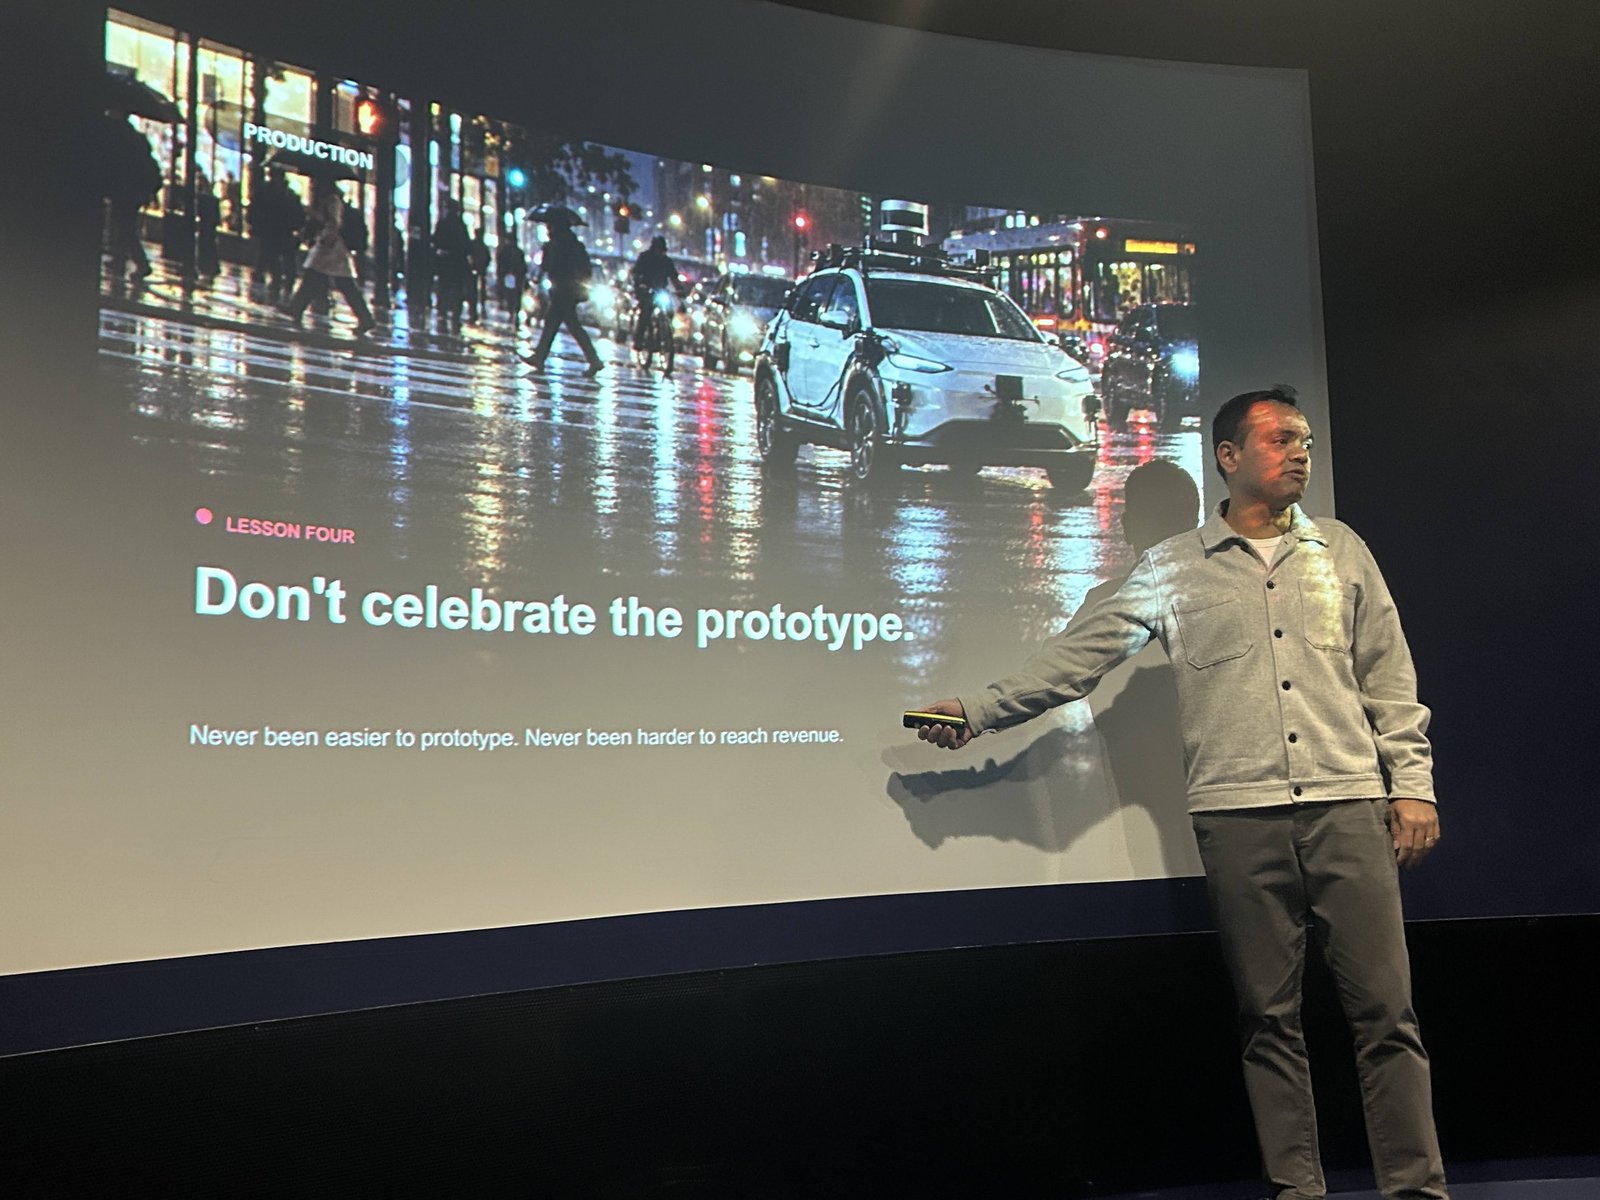 PRODUCTION
LESSON FOUR
Don't celebrate the prototype.
Never been easier to prototype. Never been harder to reach revenue.